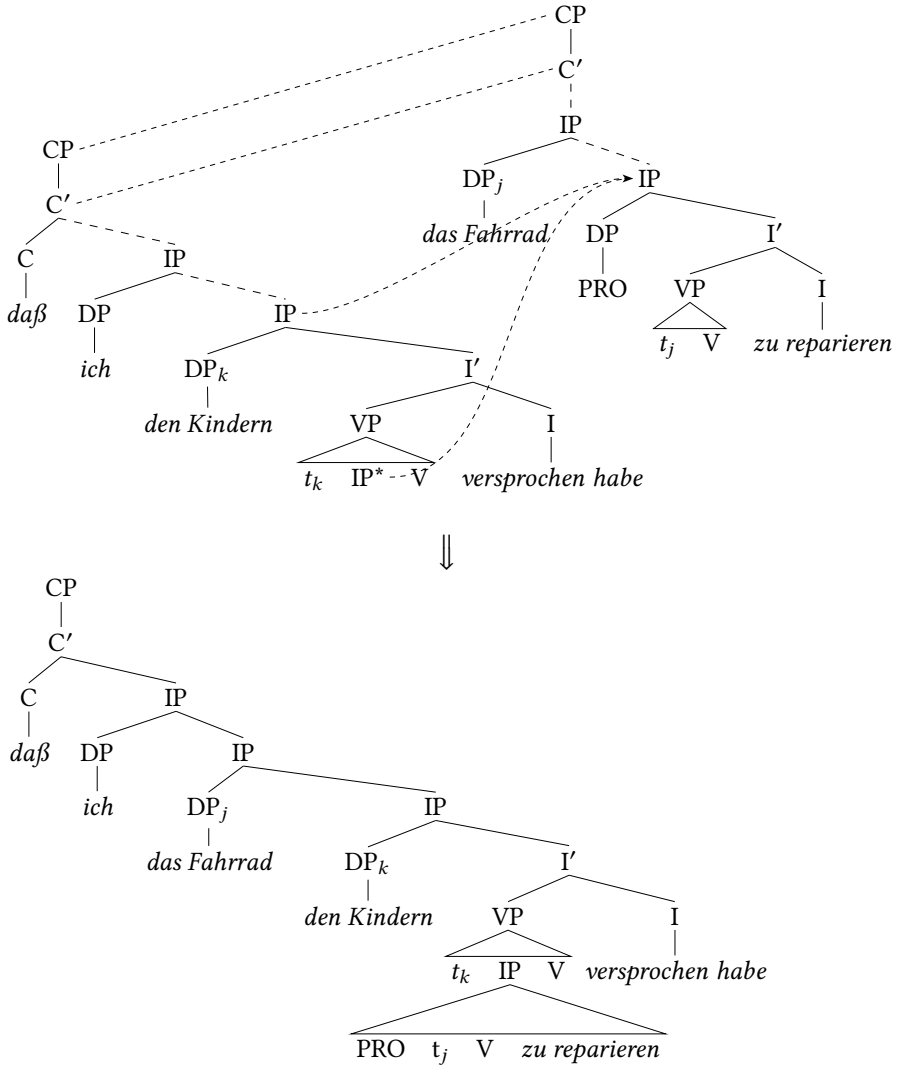 CP
C′
IP
CP
DPj IP
C′
das Fahrrad DP I′
C IP
PRO VP I
daß DP IP
tj V zu reparieren
ich DPk I′
den Kindern VP I
tk IP* V versprochen habe
⇓
CP
C′
C IP
daß DP IP
ich DPj IP
das Fahrrad DPk I′
den Kindern VP I
tk IP V versprochen habe
PRO tj V zu reparieren